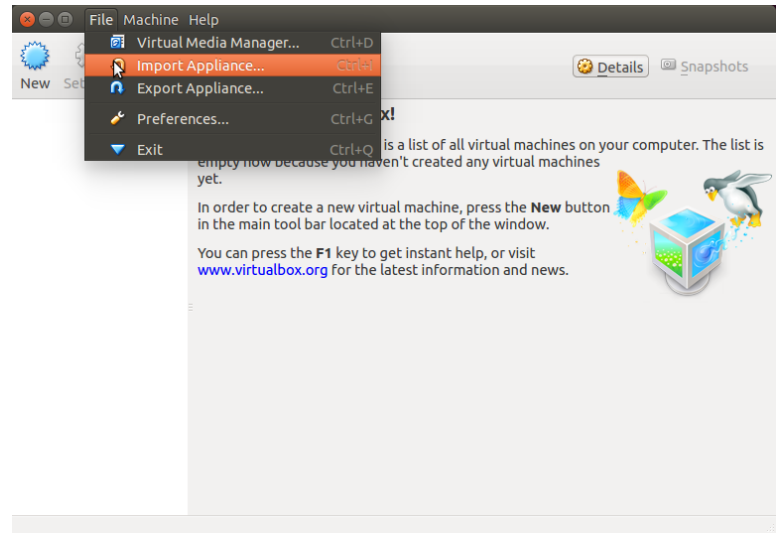 File Machine Help
Virtual Media Manager... Ctrl+D
Import Appliance... Ctrl+I
Export Appliance... Ctrl+E
Preferences... Ctrl+G
Exit Ctrl+Q
New
Details
Snapshots
x!
is a list of all virtual machines on your computer. The list is
empty now because you haven't created any virtual machines
yet.
In order to create a new virtual machine, press the New button
in the main tool bar located at the top of the window.
You can press the F1 key to get instant help, or visit
www.virtualbox.org for the latest information and news.